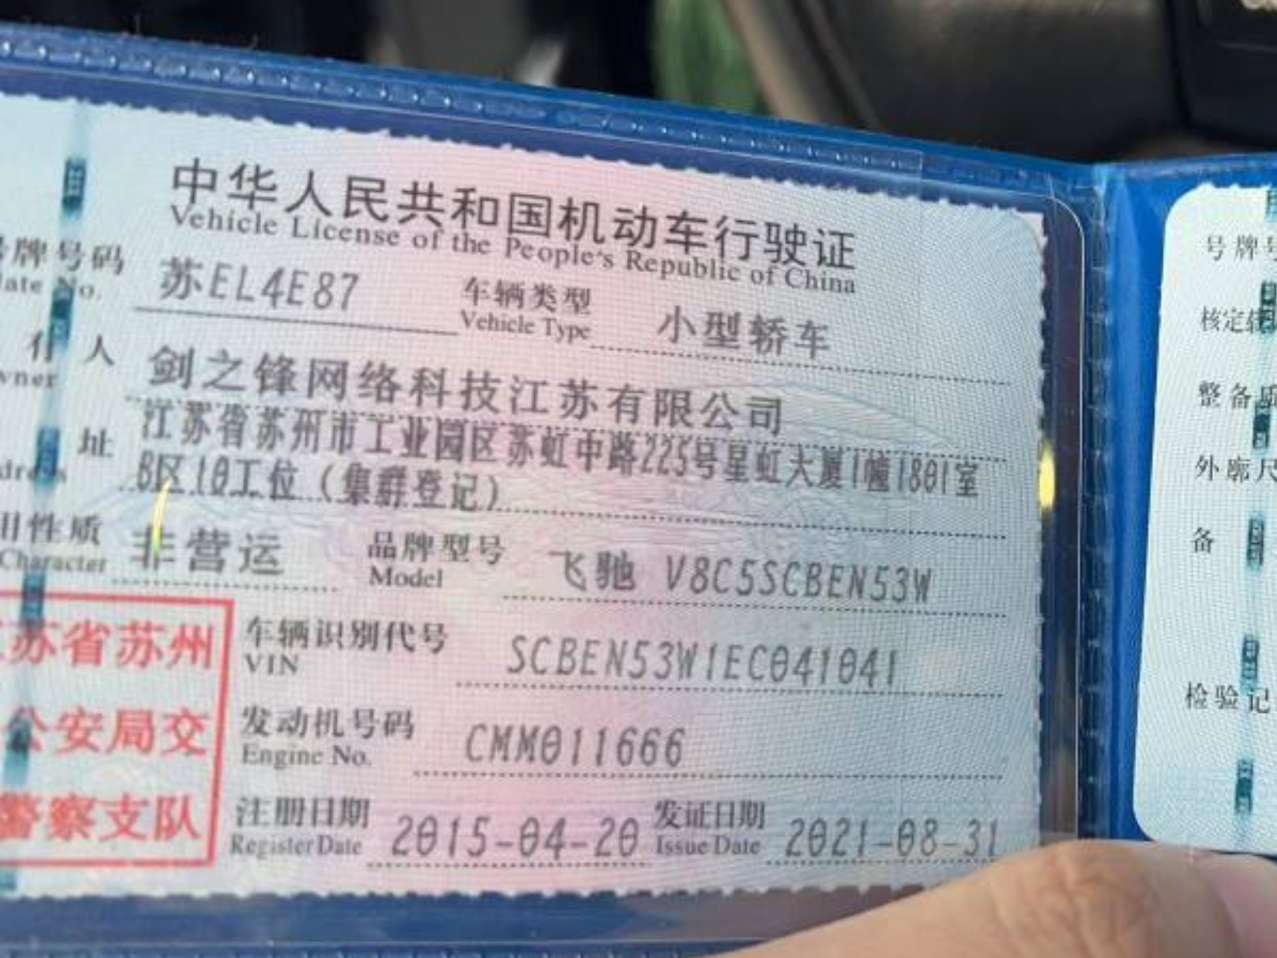 中华人民共和国机动车行驶证
Vehicle License of the People's Republic of China
号牌号码 苏EL4E87 车辆类型 小型轿车
Plate No. Vehicle Type
有人 剑之锋网络科技江苏有限公司
wner
址 江苏省苏州市工业园区苏虹中路225号星虹大厦1幢1801室
B区10工位（集群登记）
用性质 非营运 品牌型号 飞驰 V8C5SCBEN53W
Character Model
江苏省苏州
公安局交
警察支队
车辆识别代号 SCBEN53W1EC041041
VIN
发动机号码 CMM011666
Engine No.
注册日期 2015-04-20 发证日期 2021-08-31
Register Date Issue Date
号牌号
核定
整备质
外廓尺
备
检验记